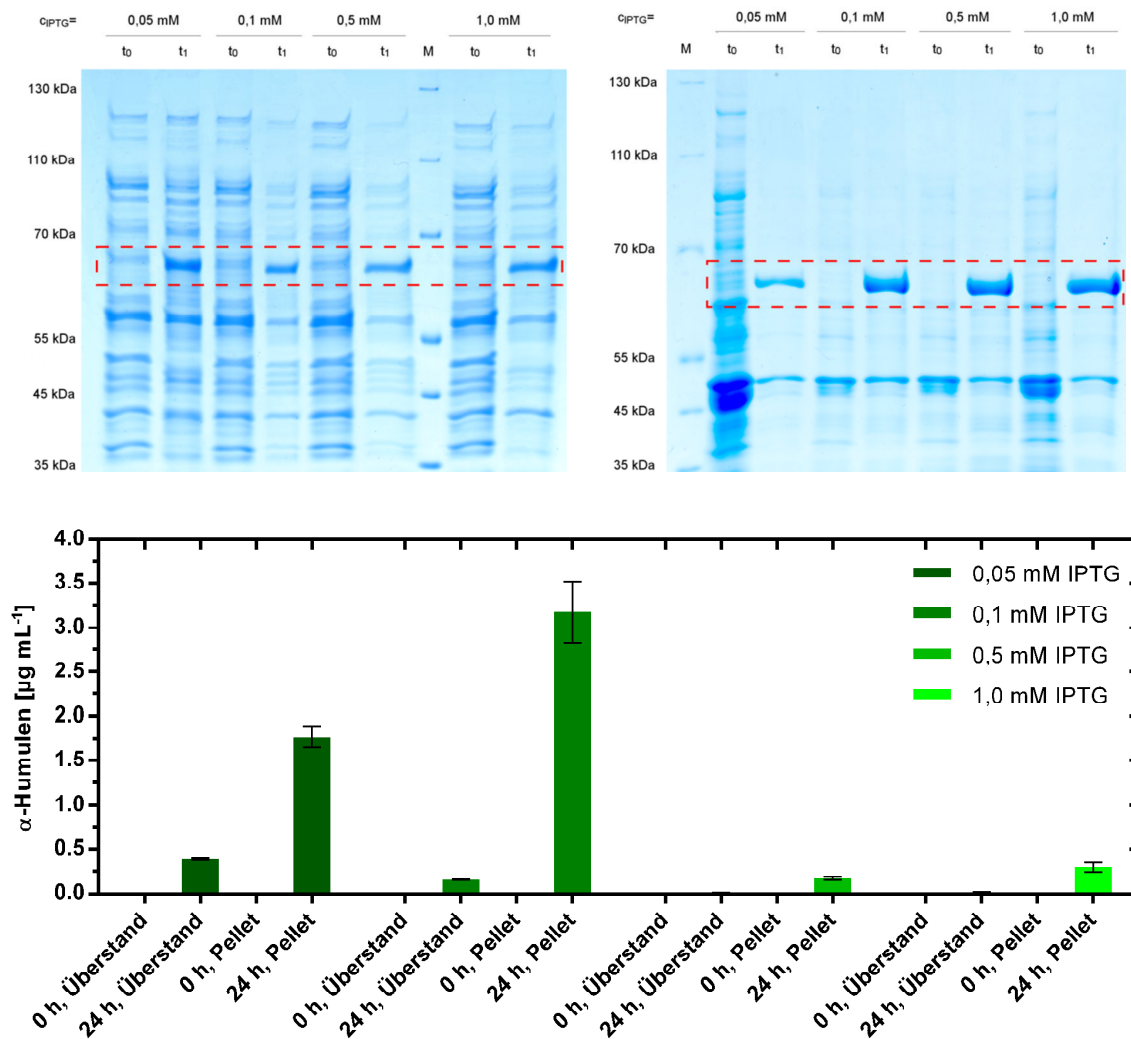 cIPTG= 0,05 mM 0,1 mM 0,5 mM 1,0 mM
t0 t1 t0 t1 t0 t1 M t0 t1
130 kDa
110 kDa
70 kDa
55 kDa
45 kDa
35 kDa
cIPTG= 0,05 mM 0,1 mM 0,5 mM 1,0 mM
M t0 t1 t0 t1 t0 t1 t0 t1
130 kDa
110 kDa
70 kDa
55 kDa
45 kDa
35 kDa
α-Humulen [µg mL-1]
4.0
3.5
3.0
2.5
2.0
1.5
1.0
0.5
0.0
0,05 mM IPTG
0,1 mM IPTG
0,5 mM IPTG
1,0 mM IPTG
0 h, Überstand
24 h, Überstand
0 h, Pellet
24 h, Pellet
0 h, Überstand
24 h, Überstand
0 h, Pellet
24 h, Pellet
0 h, Überstand
24 h, Überstand
0 h, Pellet
24 h, Pellet
0 h, Überstand
24 h, Überstand
0 h, Pellet
24 h, Pellet